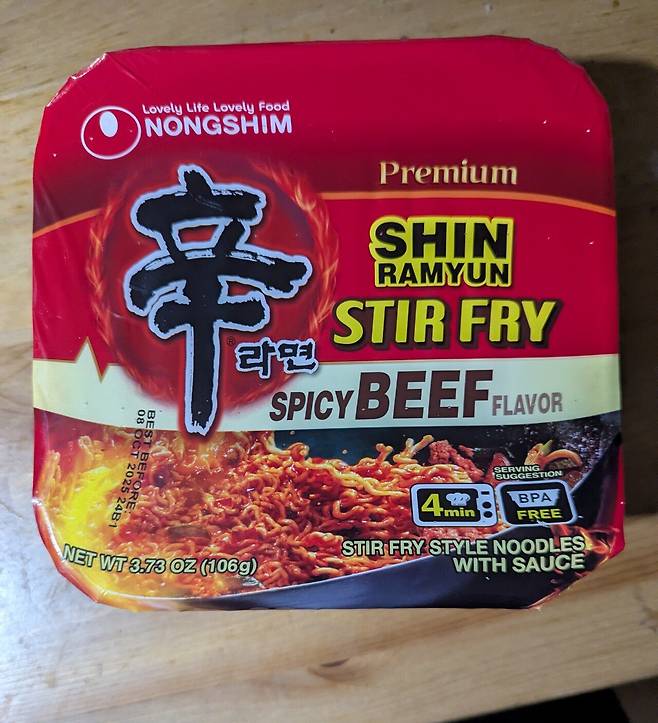 Lovely Life Lovely Food
NONGSHIM
Premium
辛
라면
®
SHIN
RAMYUN
STIR FRY
SPICY BEEF FLAVOR
BEST BEFORE:
08 OCT 2025 24B1
SERVING
SUGGESTION
4min
BPA
FREE
NET WT 3.73 OZ (106g)
STIR FRY STYLE NOODLES
WITH SAUCE